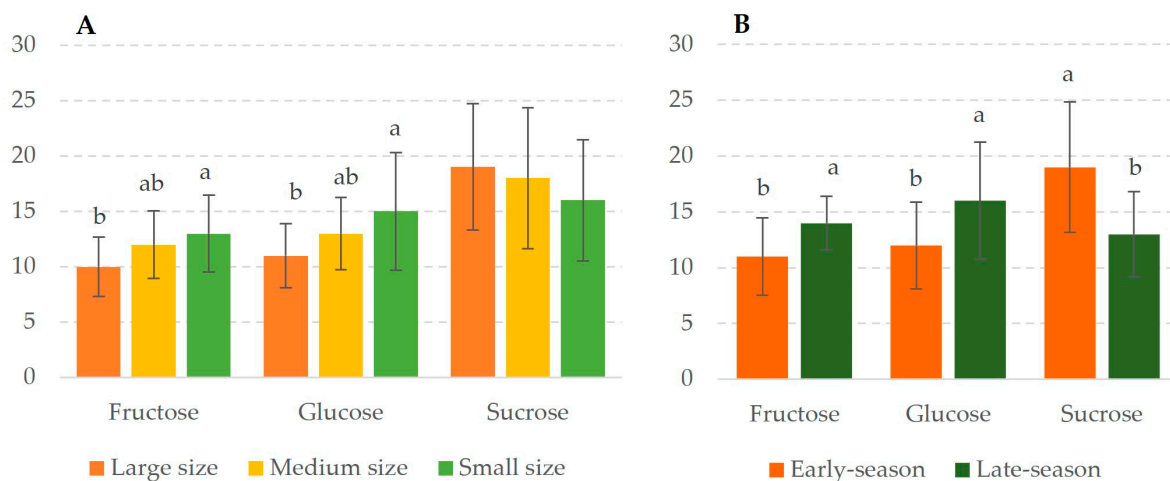 A
30
25
20
15
10
5
0
b
ab
a
b
ab
a
Fructose
Glucose
Sucrose
Large size
Medium size
Small size
B
30
25
20
15
10
5
0
b
a
b
a
a
b
Fructose
Glucose
Sucrose
Early-season
Late-season